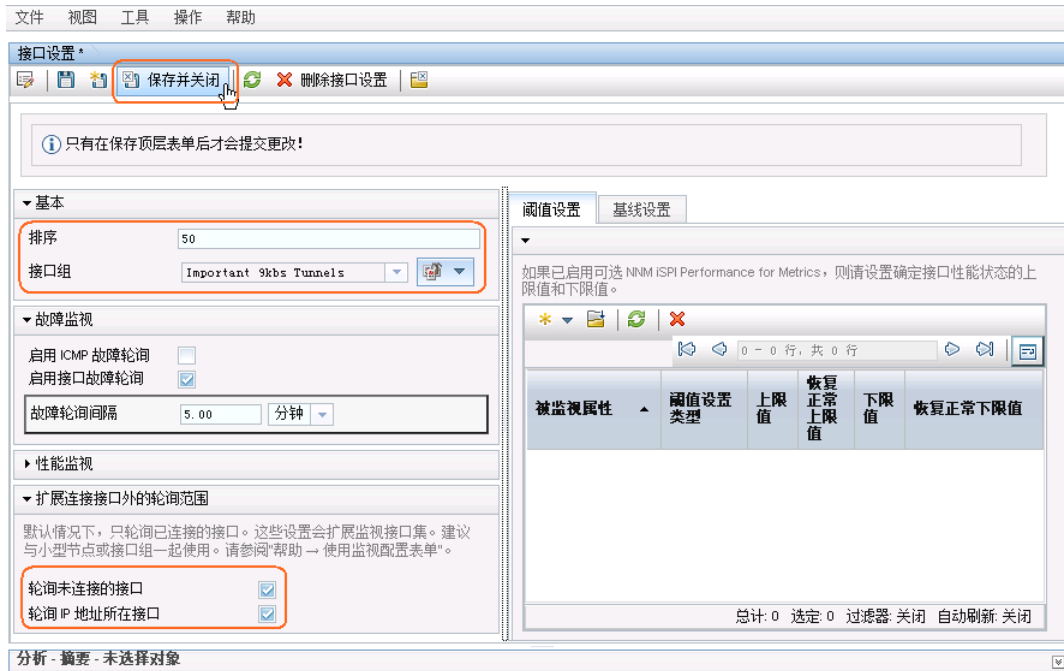 文件 视图 工具 操作 帮助
接口设置 *
保存并关闭 删除接口设置
只有在保存顶层表单后才会提交更改!
基本
排序 50
接口组 Important 9kbs Tunnels
故障监视
启用 ICMP 故障轮询
启用接口故障轮询
故障轮询间隔 5.00 分钟
性能监视
扩展连接接口外的轮询范围
默认情况下，只轮询已连接的接口。这些设置会扩展监视接口集。建议
与小型节点或接口组一起使用。请参阅"帮助 → 使用监视配置表单"。
轮询未连接的接口
轮询 IP 地址所在接口
阈值设置 基线设置
如果已启用可选 NNM iSPI Performance for Metrics，则请设置确定接口性能状态的上
限值和下限值。
0 - 0 行, 共 0 行
被监视属性 阈值设置类型 上限值 恢复正常上限值 下限值 恢复正常下限值
总计: 0 选定: 0 过滤器: 关闭 自动刷新: 关闭
分析 - 摘要 - 未选择对象